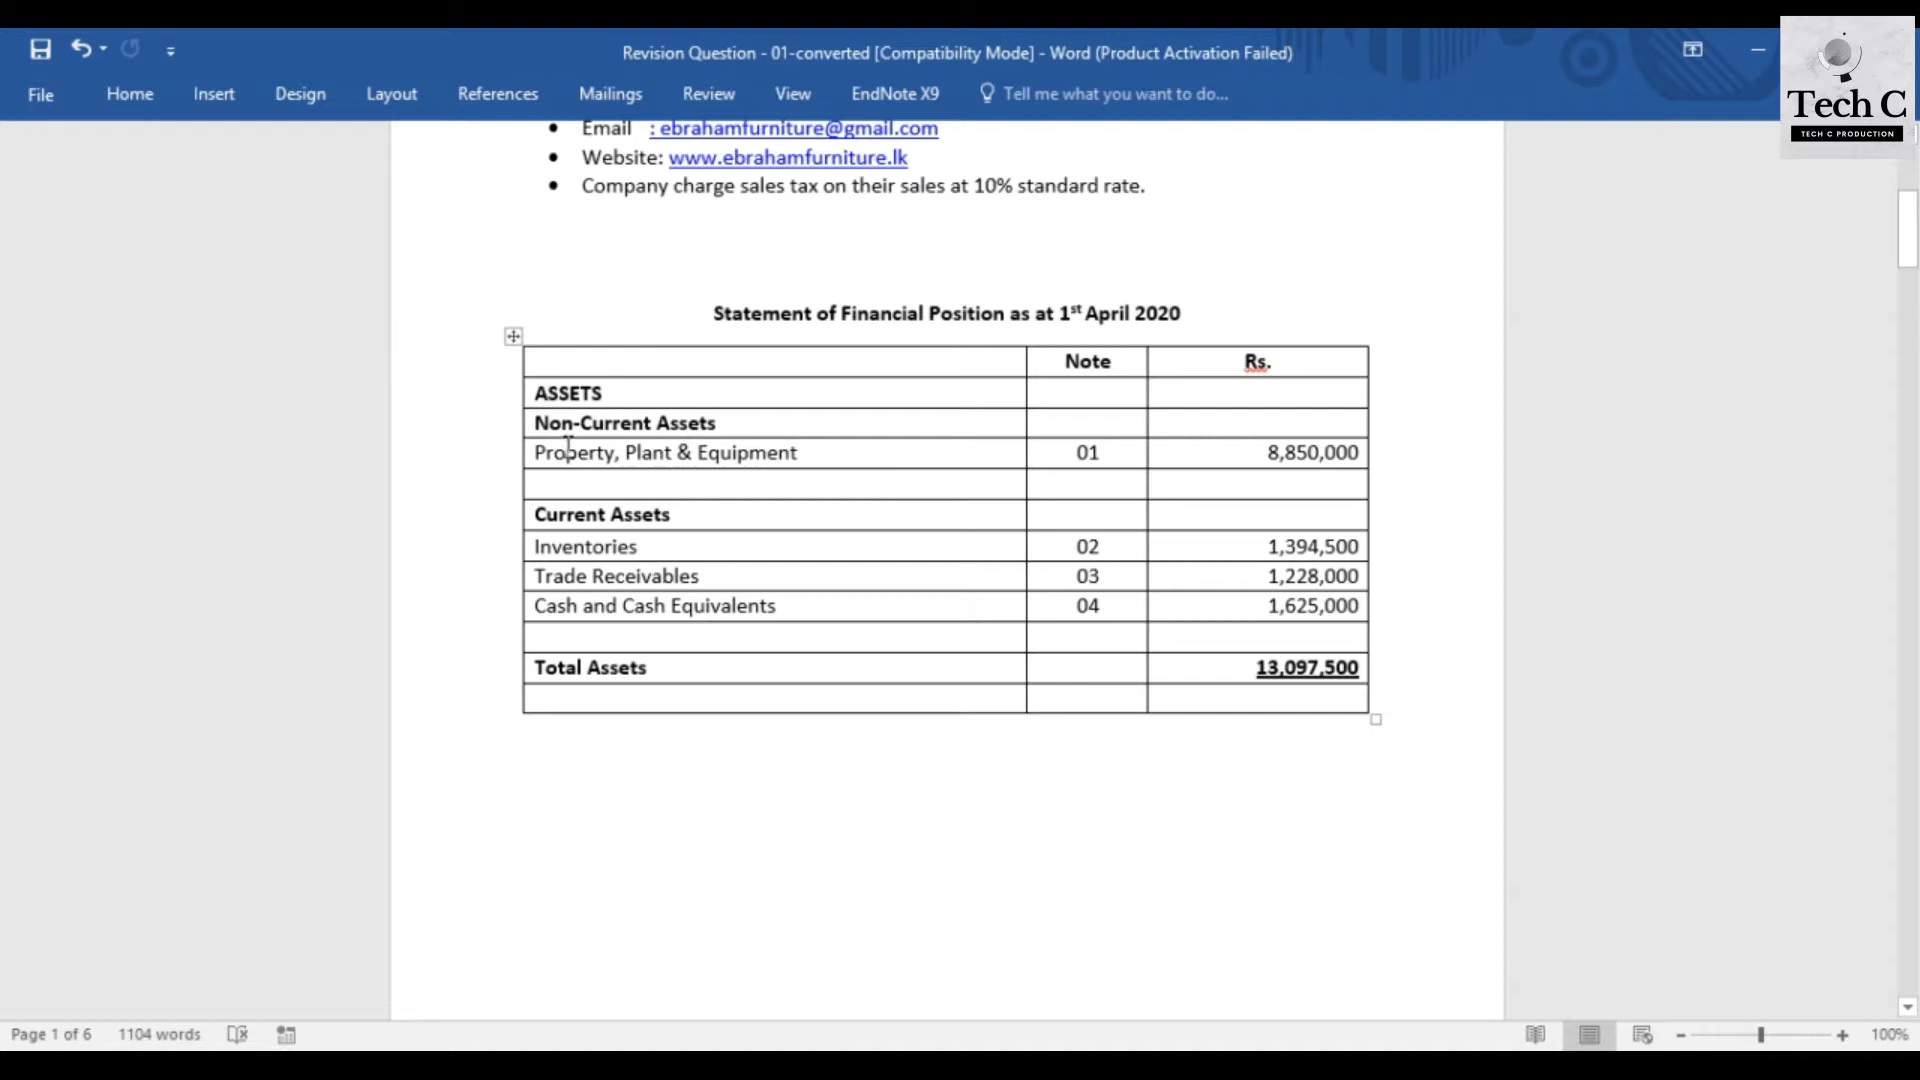 Revision Question - 01-converted [Compatibility Mode] - Word (Product Activation Failed)
File Home Insert Design Layout References Mailings Review View EndNote X9 Tell me what you want to do...
Tech C
TECH C PRODUCTION
• Email : ebrahamfurniture@gmail.com
• Website: www.ebrahamfurniture.lk
• Company charge sales tax on their sales at 10% standard rate.
Statement of Financial Position as at 1st April 2020
Note Rs.
ASSETS
Non-Current Assets
Property, Plant & Equipment 01 8,850,000
Current Assets
Inventories 02 1,394,500
Trade Receivables 03 1,228,000
Cash and Cash Equivalents 04 1,625,000
Total Assets 13,097,500
Page 1 of 6 1104 words 100%